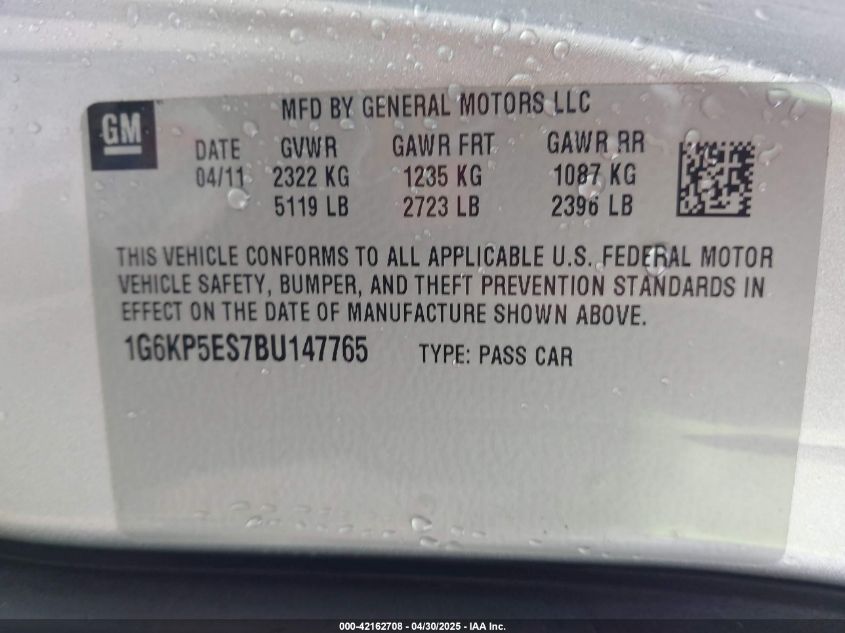 GM
MFD BY GENERAL MOTORS LLC
DATE GVWR GAWR FRT GAWR RR
04/11 2322 KG 1235 KG 1087 KG
5119 LB 2723 LB 2396 LB
THIS VEHICLE CONFORMS TO ALL APPLICABLE U.S. FEDERAL MOTOR
VEHICLE SAFETY, BUMPER, AND THEFT PREVENTION STANDARDS IN
EFFECT ON THE DATE OF MANUFACTURE SHOWN ABOVE.
1G6KP5ES7BU147765 TYPE: PASS CAR
000-42162708 - 04/30/2025 - IAA Inc.